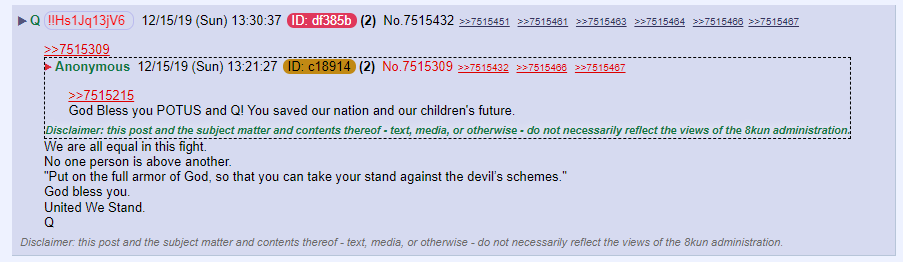 ▶ Q !!Hs1Jq13jV6 12/15/19 (Sun) 13:30:37 ID: df385b (2) No.7515432 >>7515451 >>7515461 >>7515463 >>7515464 >>7515466 >>7515467
>>7515309
▶ Anonymous 12/15/19 (Sun) 13:21:27 ID: c18914 (2) No.7515309 >>7515432 >>7515466 >>7515467
>>7515215
God Bless you POTUS and Q! You saved our nation and our children's future.
Disclaimer: this post and the subject matter and contents thereof - text, media, or otherwise - do not necessarily reflect the views of the 8kun administration.
We are all equal in this fight.
No one person is above another.
"Put on the full armor of God, so that you can take your stand against the devil's schemes."
God bless you.
United We Stand.
Q
Disclaimer: this post and the subject matter and contents thereof - text, media, or otherwise - do not necessarily reflect the views of the 8kun administration.